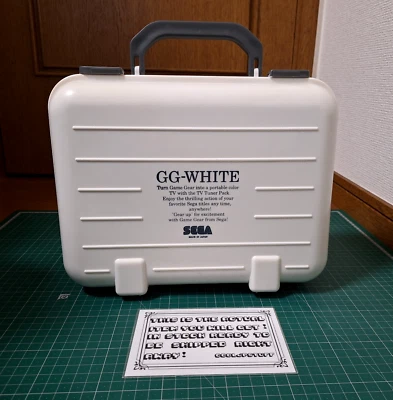 GG-WHITE
Turn Game Gear into a portable color
TV with the TV Tuner Pack
Enjoy the thrilling action of your
favorite Sega titles any time,
anywhere!
"Gear up" for excitement
with Game Gear from Sega!
SEGA
MADE IN JAPAN
THIS IS THE ACTUAL
ITEM YOU WILL GET!
IN STOCK READY TO
BE SHIPPED RIGHT
AWAY!